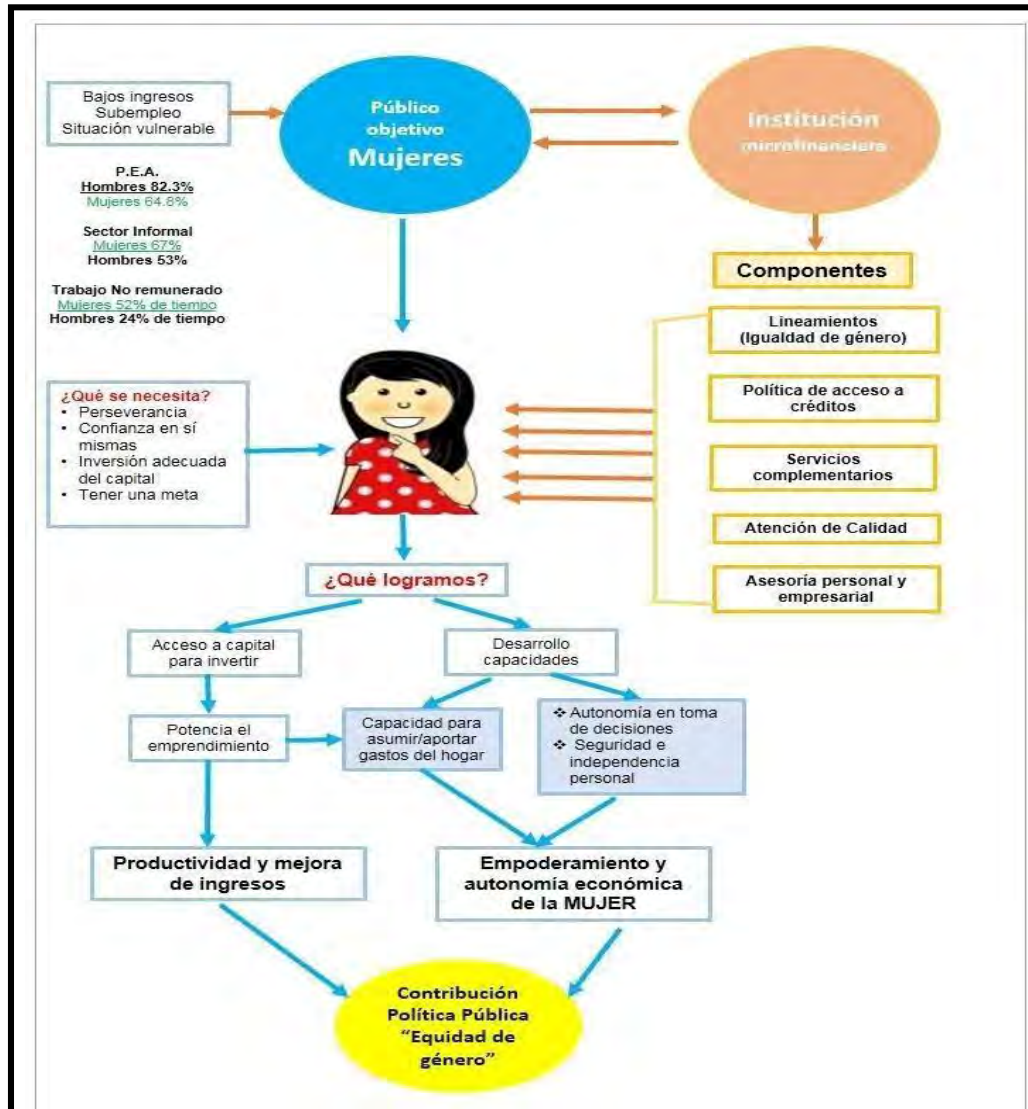 Bajos ingresos
Subempleo
Situación vulnerable
Público
objetivo
Mujeres
Institución
microfinanciera
P.E.A.
Hombres 82.3%
Mujeres 64.8%
Sector Informal
Mujeres 67%
Hombres 53%
Trabajo No remunerado
Mujeres 52% de tiempo
Hombres 24% de tiempo
Componentes
Lineamientos
(Igualdad de género)
Política de acceso a
créditos
Servicios
complementarios
Atención de Calidad
Asesoría personal y
empresarial
¿Qué se necesita?
• Perseverancia
• Confianza en sí
mismas
• Inversión adecuada
del capital
• Tener una meta
¿Qué logramos?
Acceso a capital
para invertir
Desarrollo
capacidades
Potencia el
emprendimiento
Capacidad para
asumir/aportar
gastos del hogar
❖ Autonomía en toma
de decisiones
❖ Seguridad e
independencia
personal
Productividad y mejora
de ingresos
Empoderamiento y
autonomía económica
de la MUJER
Contribución
Política Pública
“Equidad de
género”